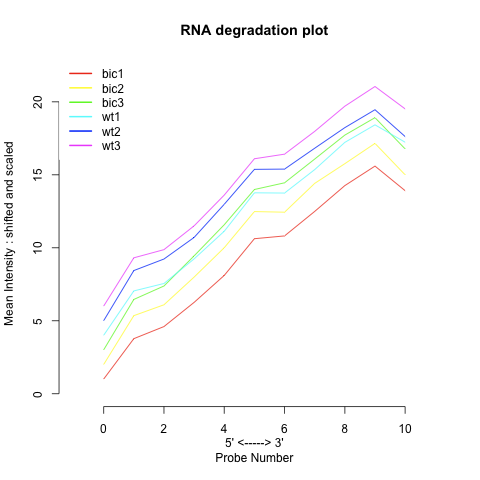 RNA degradation plot
bic1
bic2
bic3
wt1
wt2
wt3
Mean Intensity : shifted and scaled
20
15
10
5
0
0 2 4 6 8 10
5' <-----> 3'
Probe Number